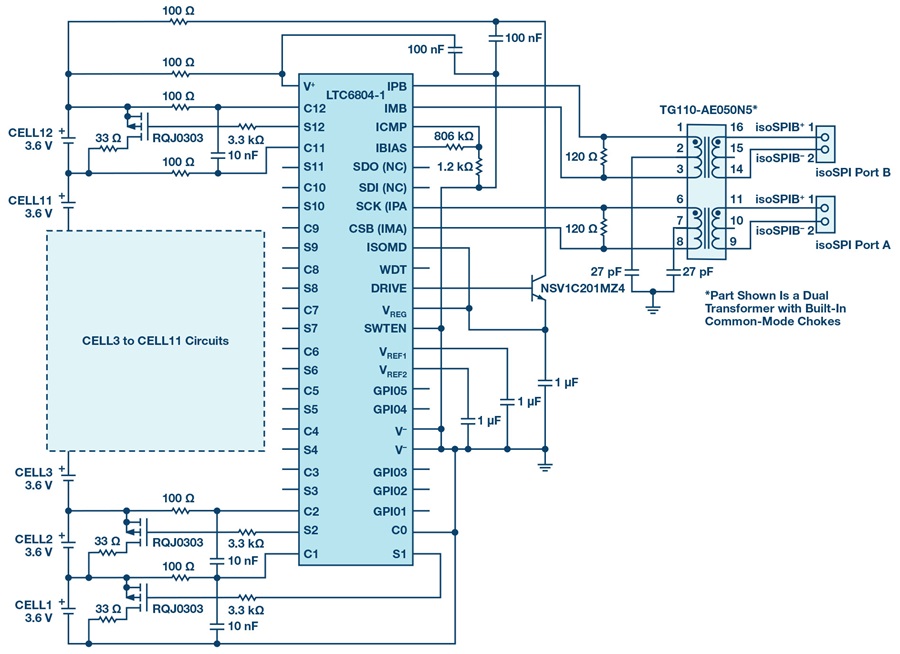 100 Ω
100 nF
100 nF
100 Ω
V⁺
LTC6804-1
IPB
100 Ω
C12
IMB
TG110-AE050N5*
CELL12
3.6 V
+
33 Ω
RQJ0303
3.3 kΩ
10 nF
S12
ICMP
806 kΩ
C11
IBIAS
100 Ω
S11
SDO (NC)
1.2 kΩ
C10
SDI (NC)
120 Ω
1
2
3
16
15
14
isoSPIB⁺ 1
isoSPIB⁻ 2
isoSPI Port B
CELL11
3.6 V
+
S10
SCK (IPA
C9
CSB (IMA)
120 Ω
6
7
8
11
10
9
isoSPIB⁺ 1
isoSPIB⁻ 2
isoSPI Port A
S9
ISOMD
C8
WDT
27 pF
27 pF
S8
DRIVE
NSV1C201MZ4
*Part Shown Is a Dual
Transformer with Built-In
Common-Mode Chokes
C7
VREG
S7
SWTEN
CELL3 to CELL11 Circuits
C6
VREF1
S6
VREF2
1 µF
C5
GPI05
1 µF
S5
GPI04
1 µF
C4
V⁻
S4
V⁻
CELL3
3.6 V
+
C3
GPI03
S3
GPI02
100 Ω
C2
GPI01
CELL2
3.6 V
+
33 Ω
RQJ0303
3.3 kΩ
10 nF
S2
C0
C1
S1
100 Ω
CELL1
3.6 V
+
33 Ω
RQJ0303
3.3 kΩ
10 nF